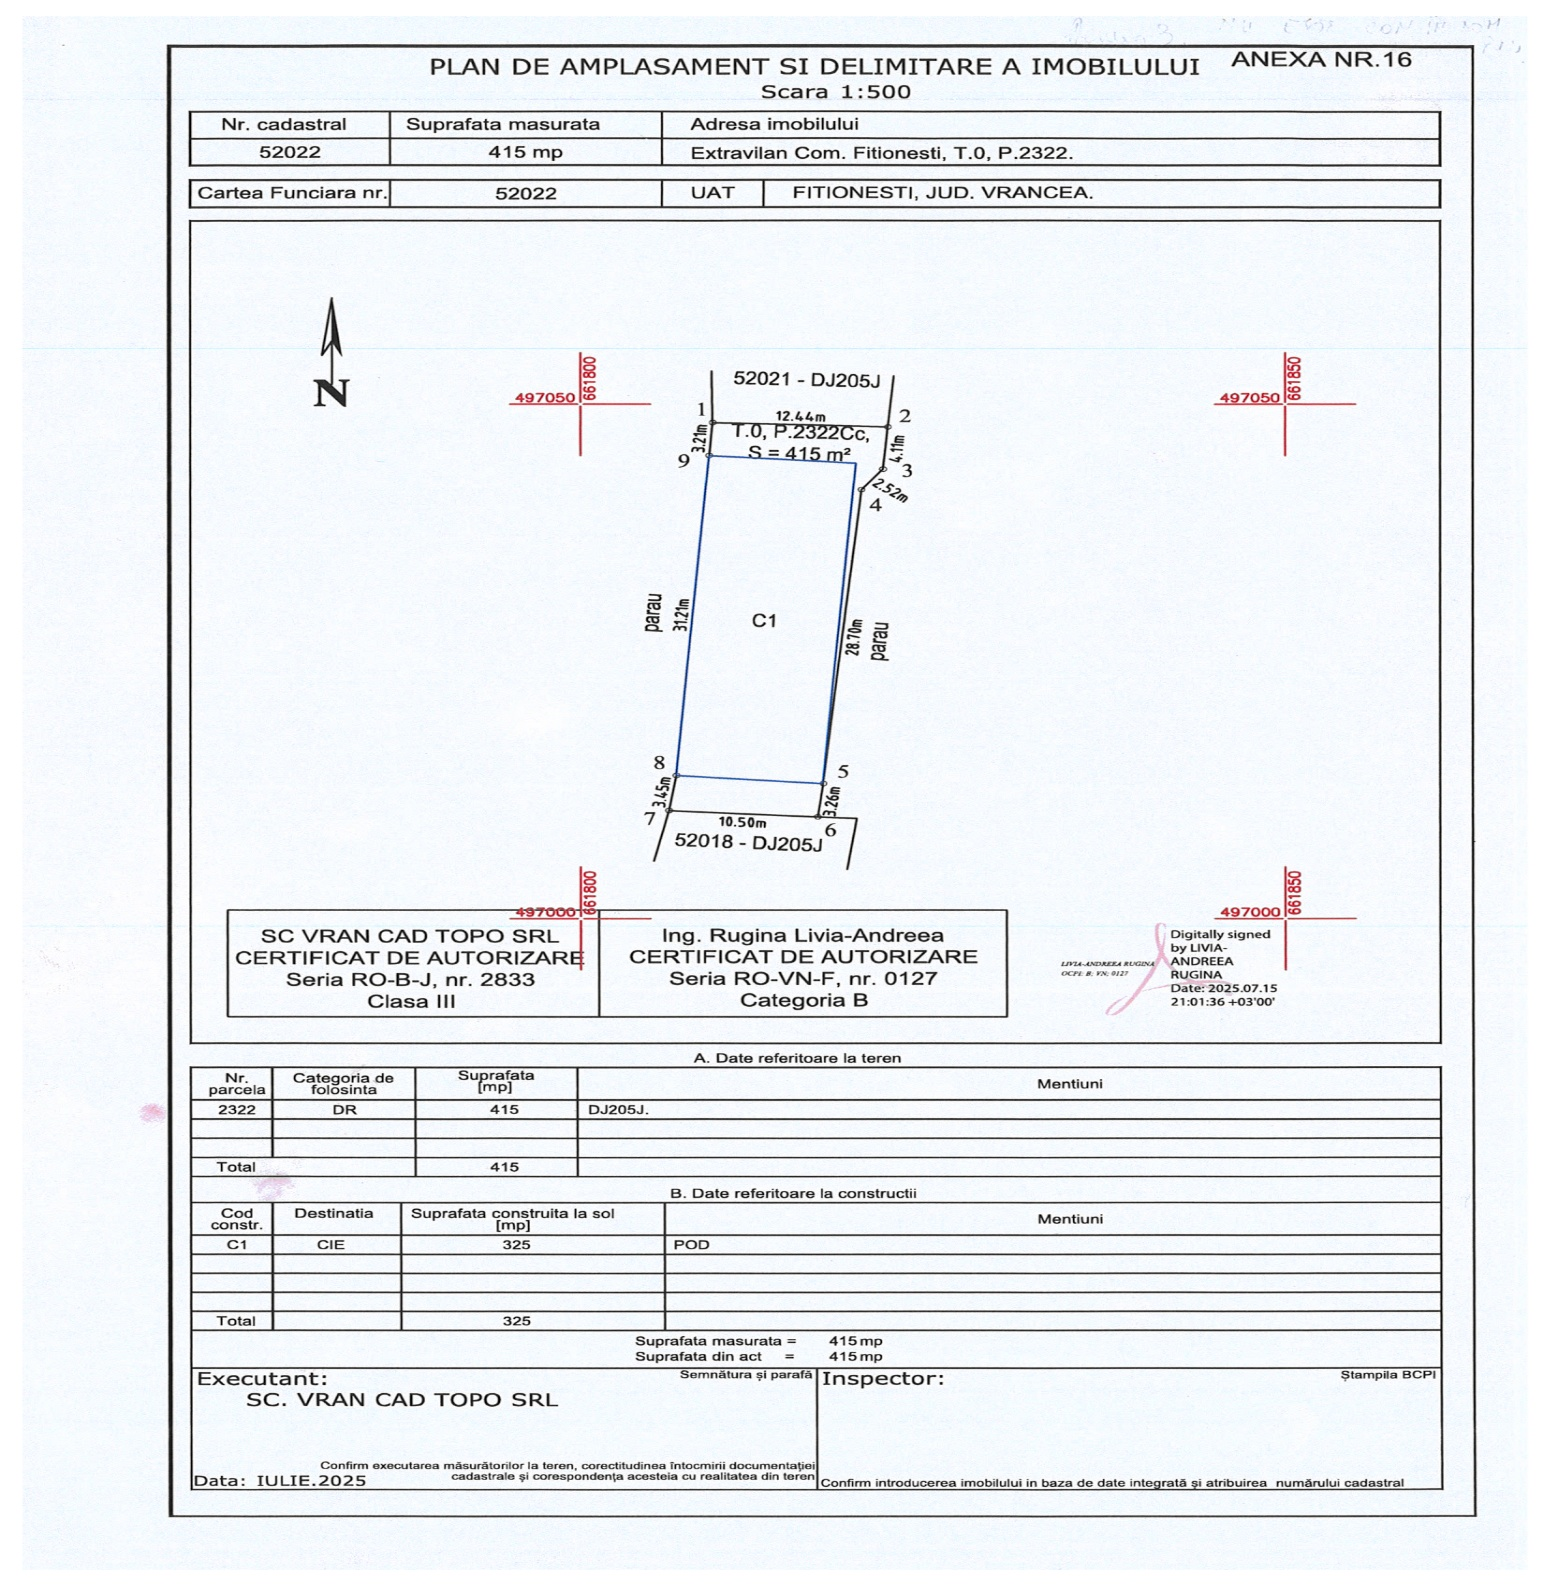 PLAN DE AMPLASAMENT SI DELIMITARE A IMOBILULUI
ANEXA NR.16
Scara 1:500
Nr. cadastral Suprafata masurata Adresa imobilului
52022 415 mp Extravilan Com. Fitionesti, T.0, P.2322.
Cartea Funciara nr. 52022 UAT FITIONESTI, JUD. VRANCEA.
N
497050 661800
497050 661850
52021 - DJ205J
1 12.44m 2
3.21m T.0, P.2322Cc, 4.11m
S = 415 m²
9 3
2.52m
4
parau 31.21m C1 28.70m parau
8 5
3.45m 3.26m
7 10.50m 6
52018 - DJ205J
497000 661800
497000 661850
SC VRAN CAD TOPO SRL
CERTIFICAT DE AUTORIZARE
Seria RO-B-J, nr. 2833
Clasa III
Ing. Rugina Livia-Andreea
CERTIFICAT DE AUTORIZARE
Seria RO-VN-F, nr. 0127
Categoria B
LIVIA-ANDREEA RUGINA
OCPI: B; VN; 0127
Digitally signed
by LIVIA-
ANDREEA
RUGINA
Date: 2025.07.15
21:01:36 +03'00'
A. Date referitoare la teren
Nr. parcela Categoria de folosinta Suprafata [mp] Mentiuni
2322 DR 415 DJ205J.
Total 415
B. Date referitoare la constructii
Cod constr. Destinatia Suprafata construita la sol [mp] Mentiuni
C1 CIE 325 POD
Total 325
Suprafata masurata = 415 mp
Suprafata din act = 415 mp
Executant: Semnătura și parafă
SC. VRAN CAD TOPO SRL
Confirm executarea măsurătorilor la teren, corectitudinea întocmirii documentației
cadastrale și corespondența acesteia cu realitatea din teren
Data: IULIE.2025
Inspector: Ștampila BCPI
Confirm introducerea imobilului in baza de date integrată și atribuirea numărului cadastral